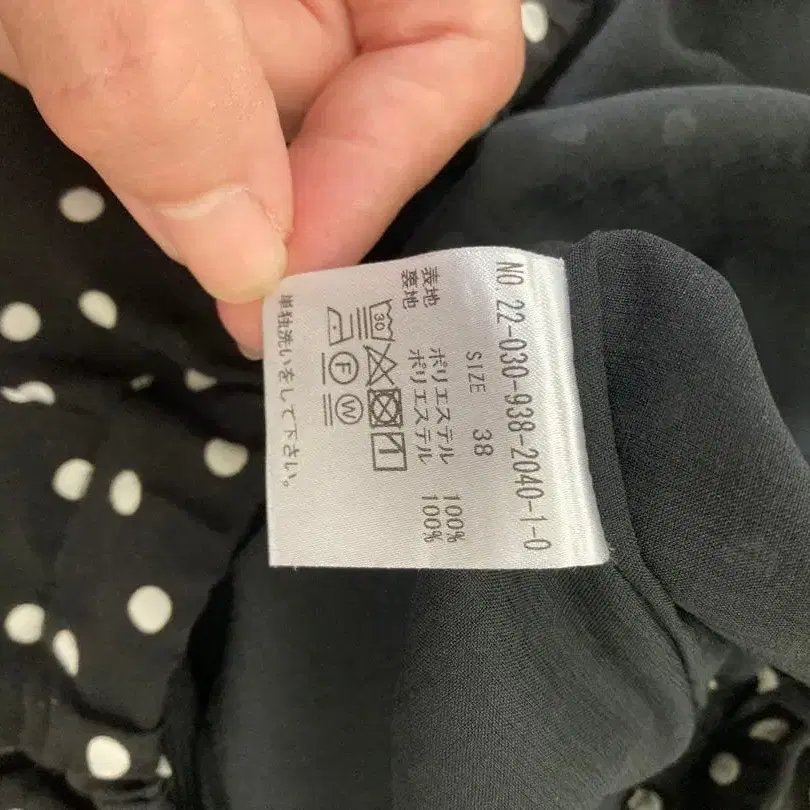 NO 22-030-938-2040-1-0
SIZE 38
表地 ポリエステル 100%
裏地 ポリエステル 100%
30
F W
単独洗いをして下さい。